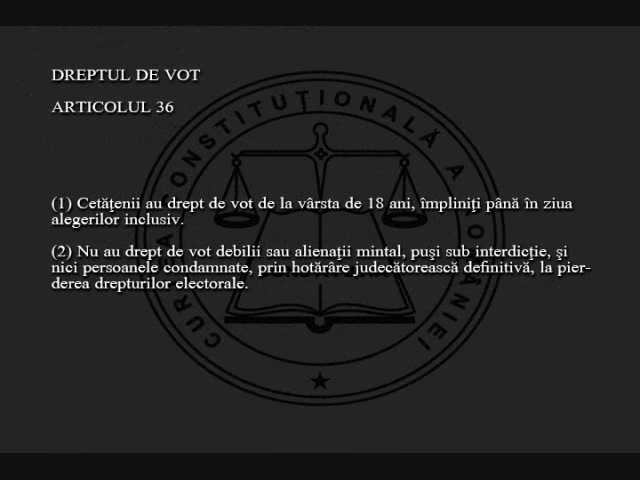 DREPTUL DE VOT
ARTICOLUL 36
CURTEA CONSTITUŢIONALĂ A ROMÂNIEI
(1) Cetăţenii au drept de vot de la vârsta de 18 ani, împliniţi până în ziua
alegerilor inclusiv.
(2) Nu au drept de vot debilii sau alienaţii mintal, puşi sub interdicţie, şi
nici persoanele condamnate, prin hotărâre judecătorească definitivă, la pier-
derea drepturilor electorale.